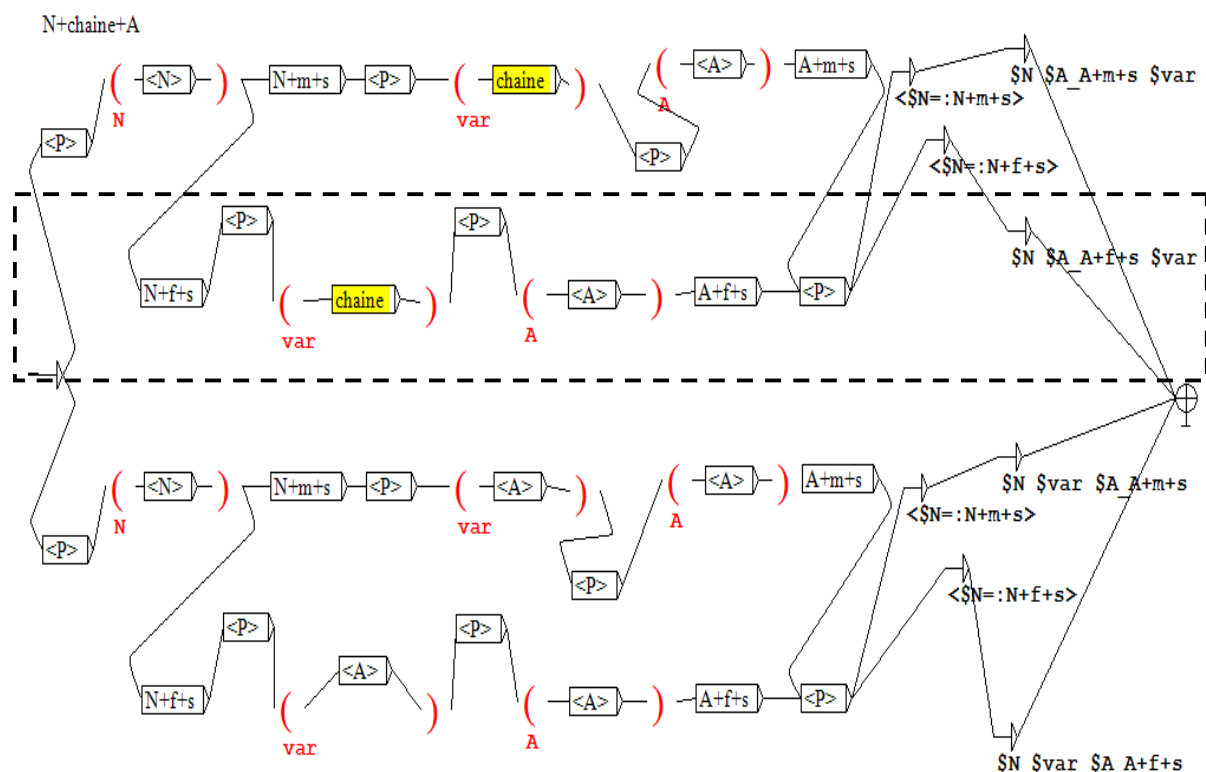 N+chaine+A
<N> N+m+s <P> chaine <A> A+m+s
( ) ( ) ( )
N var A
<P> <P>
<$N=:N+m+s>
$N $A_A+m+s $var
<$N=:N+f+s>
<P> <P>
$N $A_A+f+s $var
N+f+s chaine <A> A+f+s <P>
( ) ( )
var A
<N> N+m+s <P> <A> <A> A+m+s
( ) ( ) ( )
N var A
$N $var $A_A+m+s
<$N=:N+m+s>
<P> <P>
<$N=:N+f+s>
<P> <P>
N+f+s <A> <A> A+f+s <P>
( ) ( )
var A
$N $var $A_A+f+s